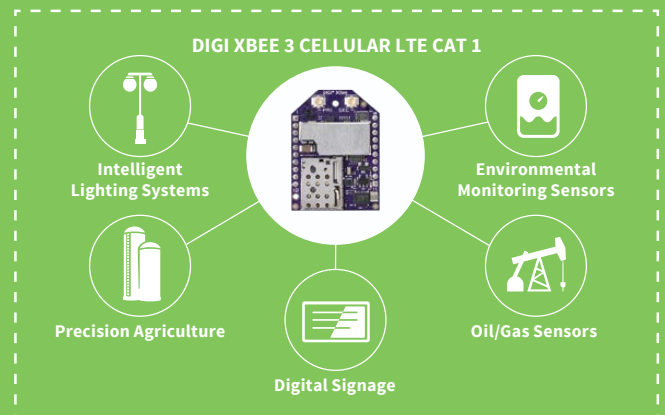 DIGI XBEE 3 CELLULAR LTE CAT 1
Intelligent
Lighting Systems
Environmental
Monitoring Sensors
Precision Agriculture
Oil/Gas Sensors
Digital Signage